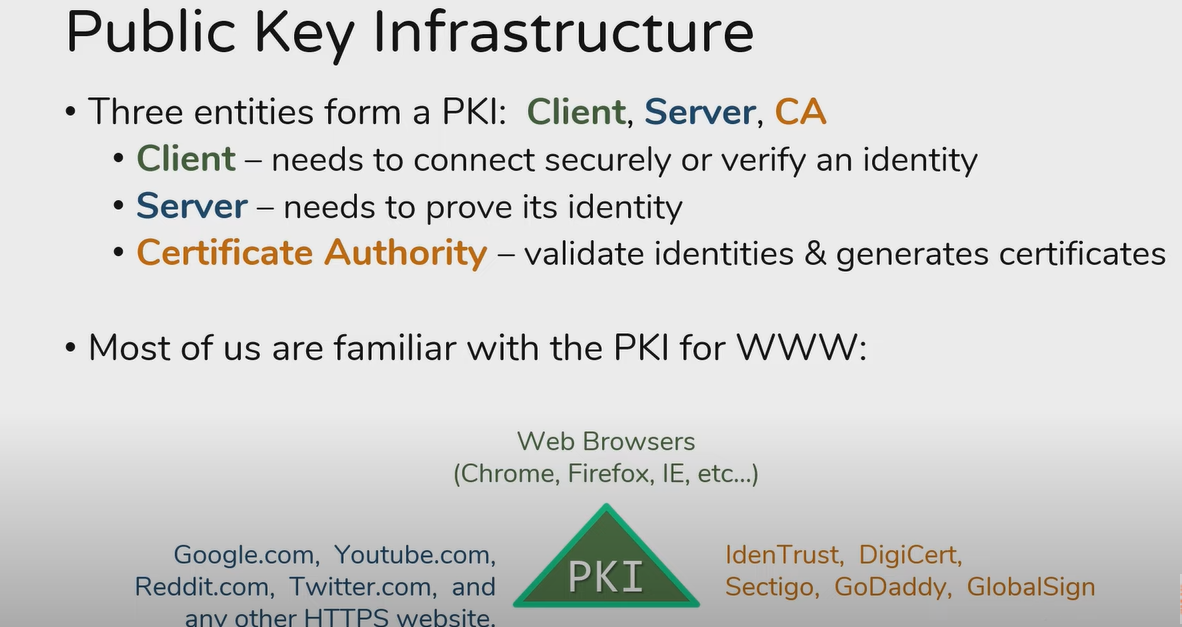 Public Key Infrastructure
• Three entities form a PKI: Client, Server, CA
• Client – needs to connect securely or verify an identity
• Server – needs to prove its identity
• Certificate Authority – validate identities & generates certificates
• Most of us are familiar with the PKI for WWW:
Web Browsers
(Chrome, Firefox, IE, etc...)
Google.com, Youtube.com,
Reddit.com, Twitter.com, and
any other HTTPS website.
PKI
IdenTrust, DigiCert,
Sectigo, GoDaddy, GlobalSign